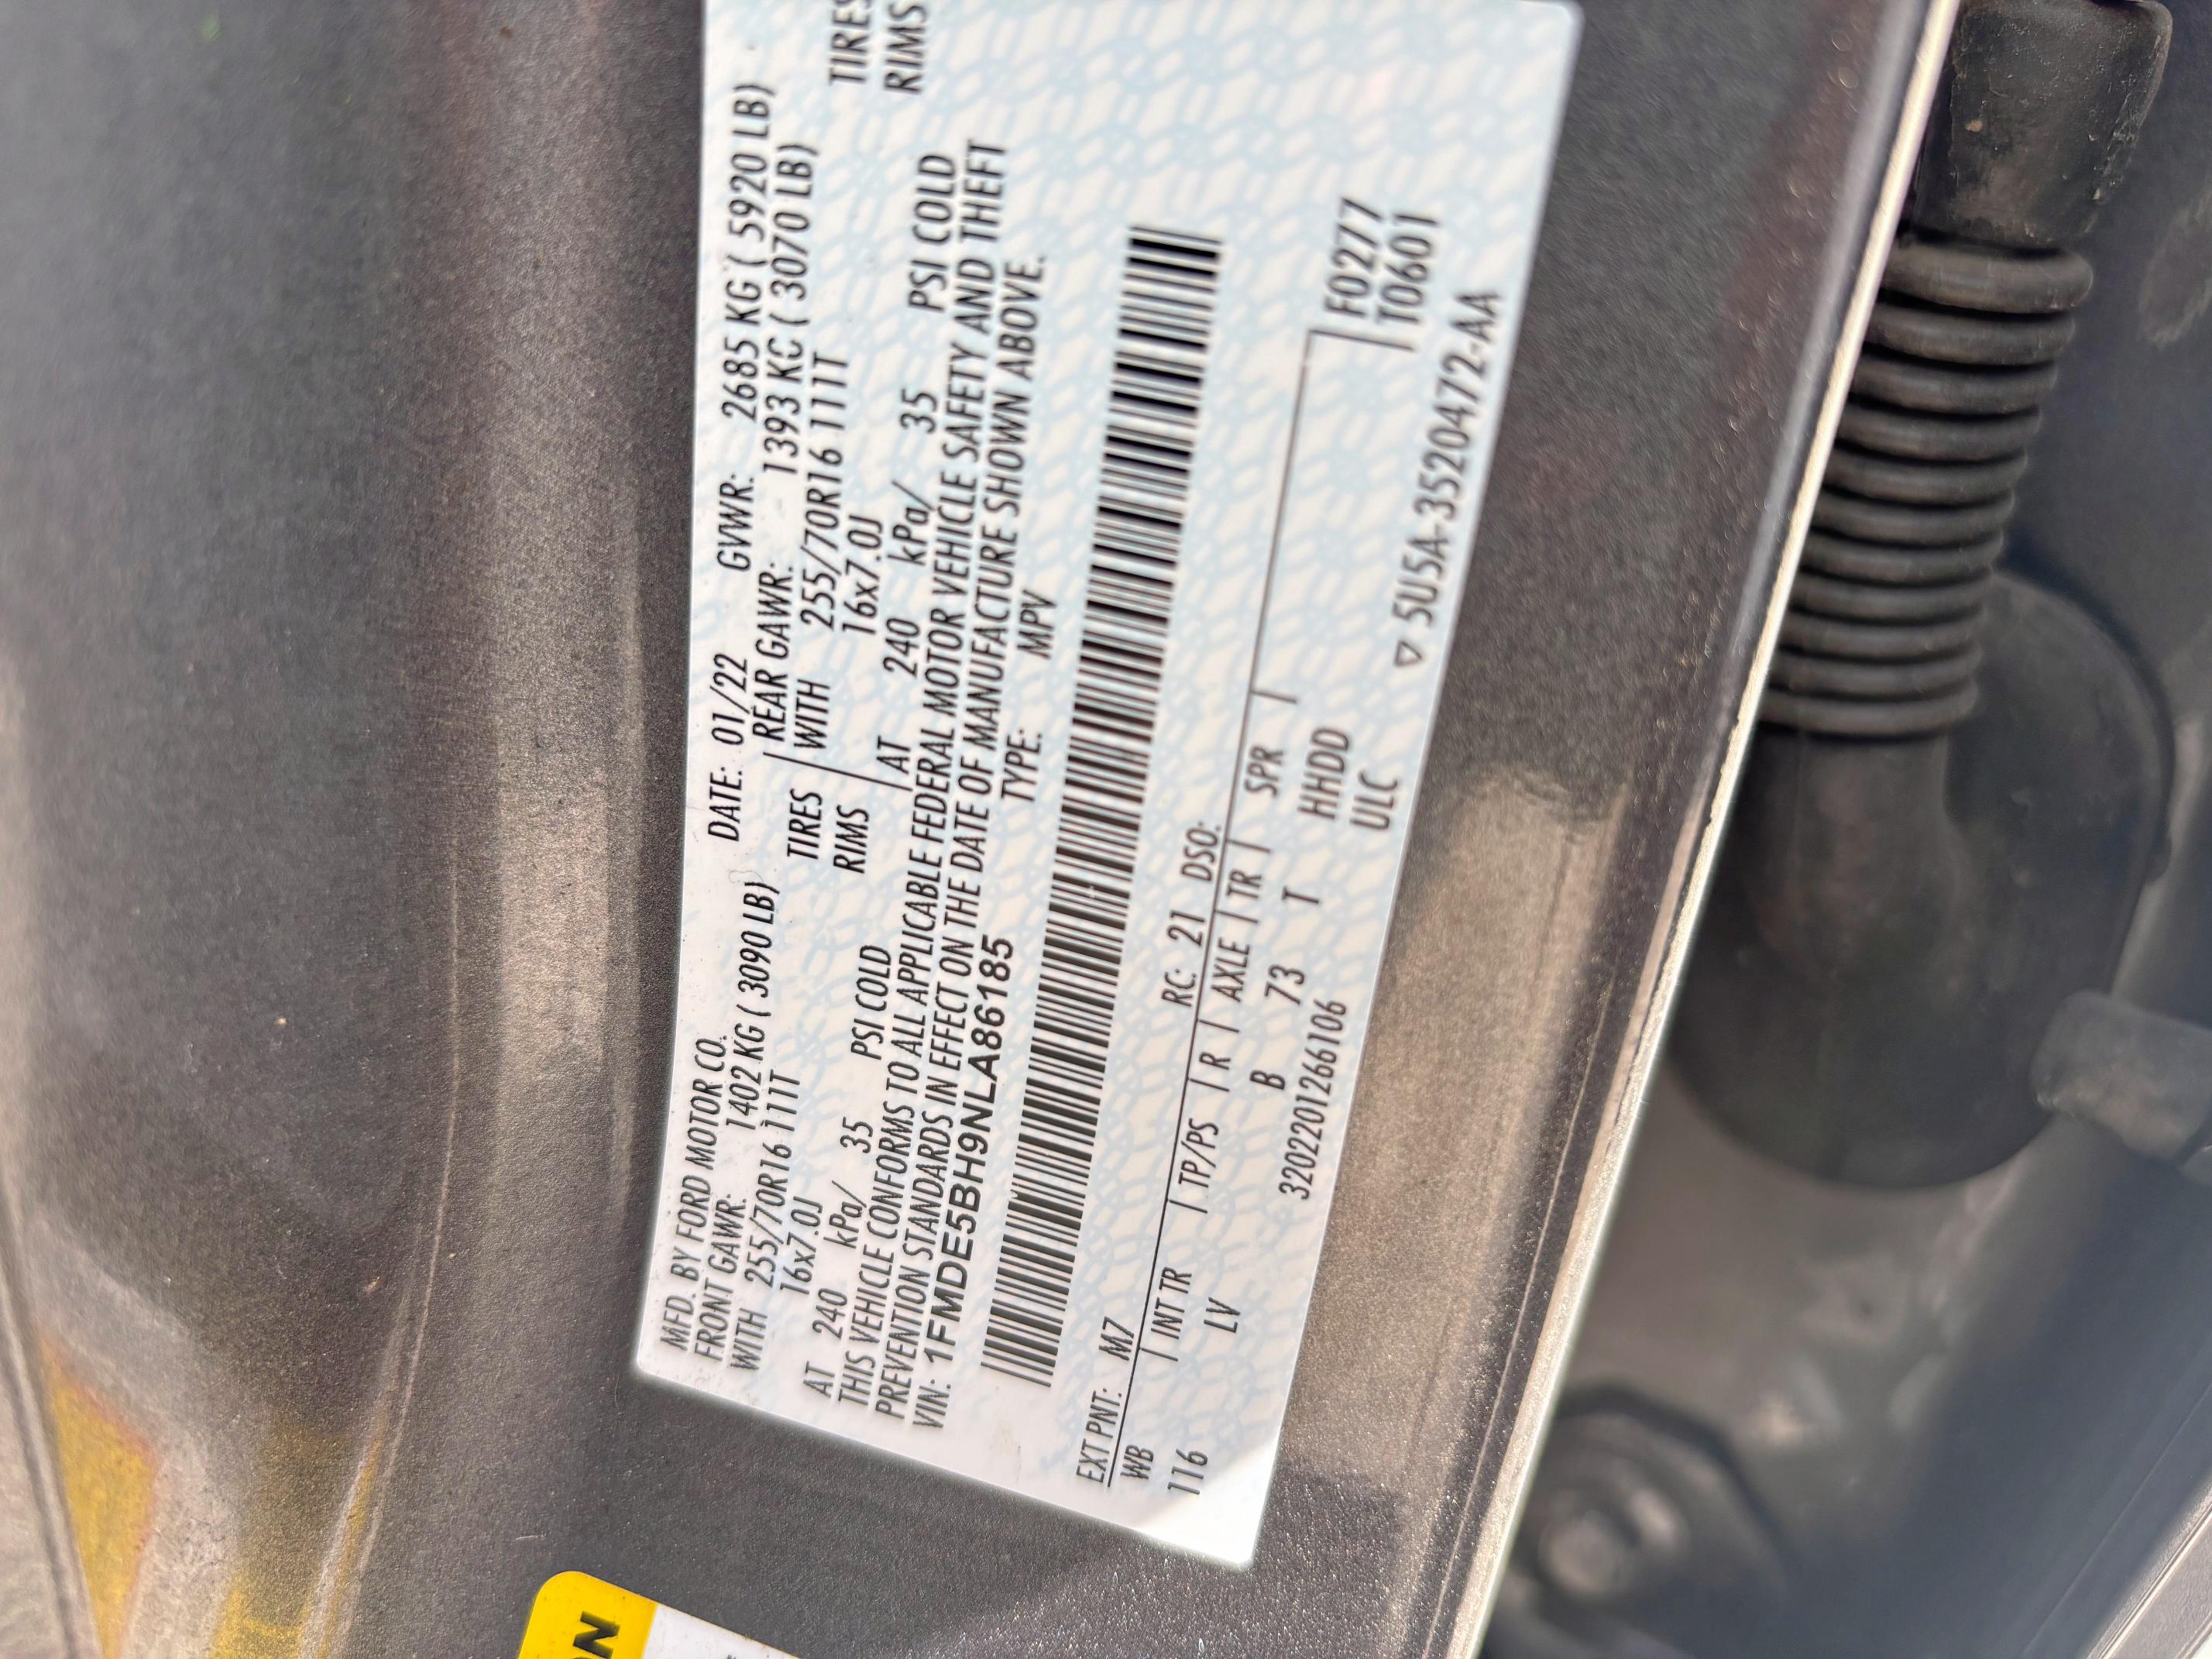 MFD. BY FORD MOTOR CO. DATE: 01/22 GVWR: 2685 KG ( 5920 LB)
FRONT GAWR: 1402 KG ( 3090 LB) REAR GAWR: 1393 KG ( 3070 LB)
WITH 255/70R16 111T TIRES WITH 255/70R16 111T TIRES
16x7.0J RIMS 16x7.0J RIMS
AT 240 kPa/ 35 PSI COLD AT 240 kPa/ 35 PSI COLD
THIS VEHICLE CONFORMS TO ALL APPLICABLE FEDERAL MOTOR VEHICLE SAFETY AND THEFT
PREVENTION STANDARDS IN EFFECT ON THE DATE OF MANUFACTURE SHOWN ABOVE.
VIN: 1FMDE5BH9NLA86185 TYPE: MPV
EXT PNT: M7 RC: 21 DSO:
WB | INT TR | TP/PS | R | AXLE | TR | SPR | F0277
116 LV B 73 T HHDD T0601
3202201266106 ULC
▽ 5U5A-3520472-AA
ON